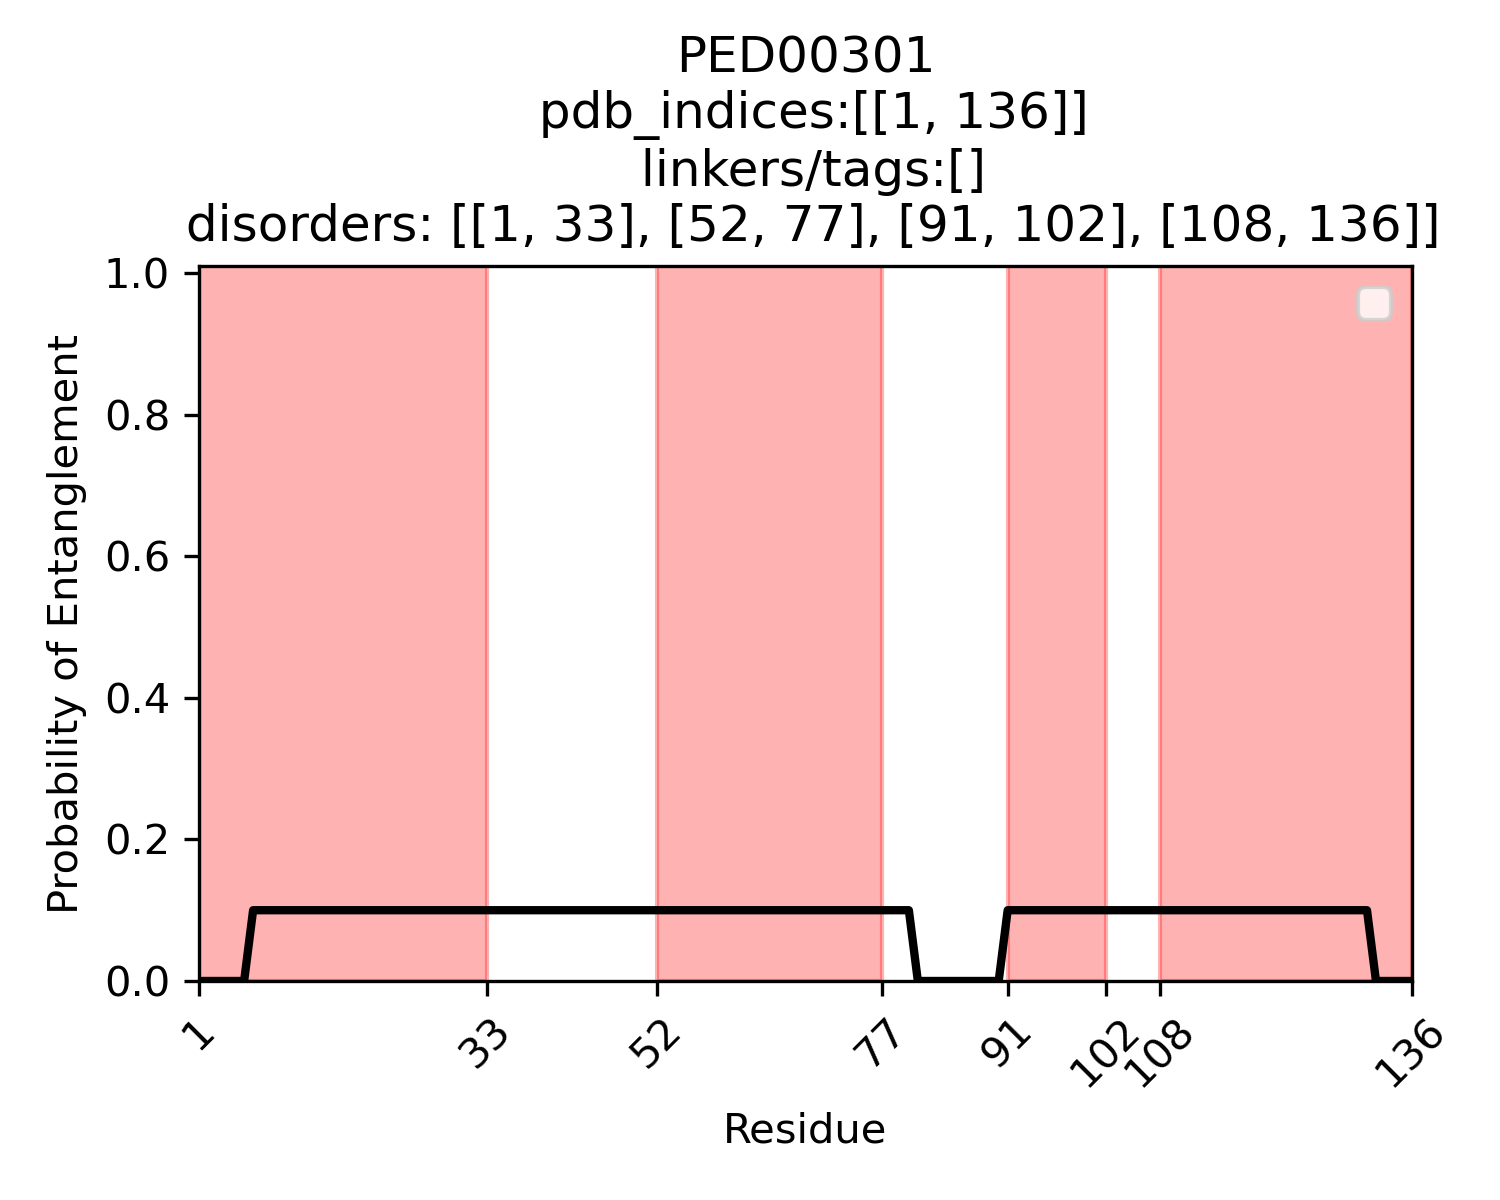 PED00301
pdb_indices:[[1, 136]]
linkers/tags:[]
disorders: [[1, 33], [52, 77], [91, 102], [108, 136]]
1.0
0.8
0.6
0.4
0.2
0.0
Probability of Entanglement
1
33
52
77
91
102
108
136
Residue